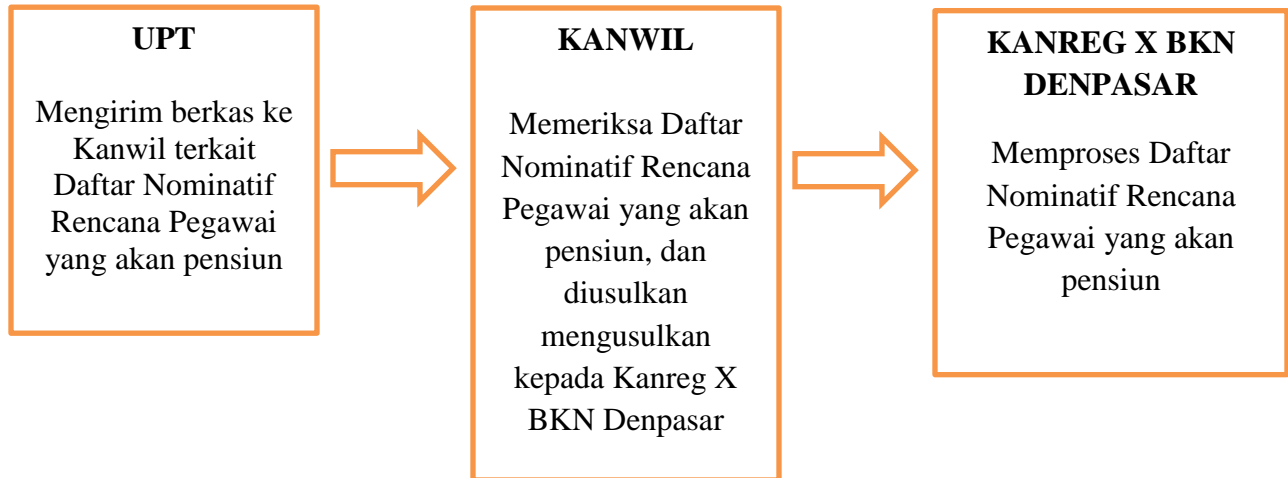 UPT
Mengirim berkas ke
Kanwil terkait
Daftar Nominatif
Rencana Pegawai
yang akan pensiun
KANWIL
Memeriksa Daftar
Nominatif Rencana
Pegawai yang akan
pensiun, dan
diusulkan
mengusulkan
kepada Kanreg X
BKN Denpasar
KANREG X BKN
DENPASAR
Memproses Daftar
Nominatif Rencana
Pegawai yang akan
pensiun